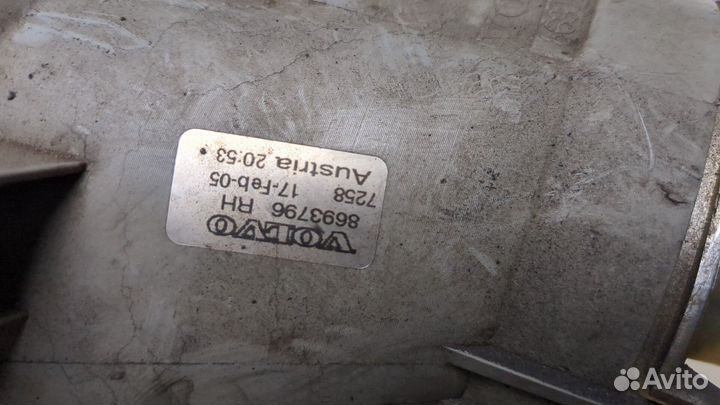 VOLVO
8693796 RH
7258 17-Feb-05
Austria 20:53
Avito